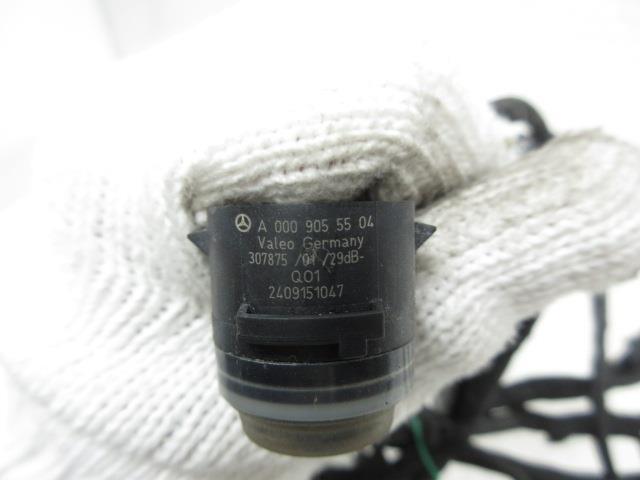 A 000 905 55 04
Valeo Germany
307875 /01 /29dB-
Q01
2409151047